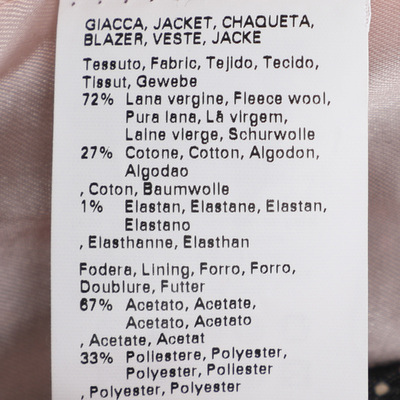 GIACCA, JACKET, CHAQUETA,
BLAZER, VESTE, JACKE
Tessuto, Fabric, Tejido, Tecido,
Tissut, Gewebe
72% Lana vergine, Fleece wool,
Pura lana, Lã virgem,
Laine vierge, Schurwolle
27% Cotone, Cotton, Algodon,
Algodao
, Coton, Baumwolle
1% Elastan, Elastane, Elastan,
Elastano
, Elasthanne, Elasthan
Fodera, Lining, Forro, Forro,
Doublure, Futter
67% Acetato, Acetate,
Acetato, Acetato
, Acetate, Acetat
33% Poliestere, Polyester,
Polyester, Poliester
, Polyester, Polyester